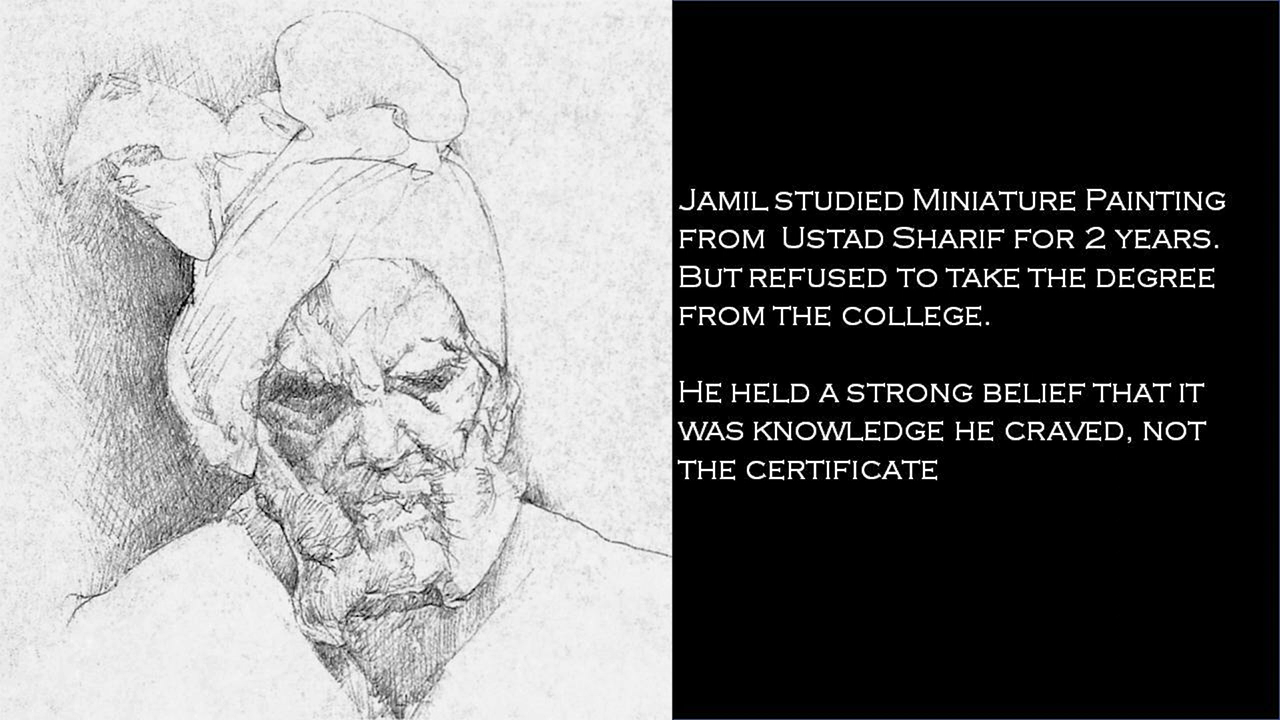 Jamil studied Miniature Painting
from Ustad Sharif for 2 years.
But refused to take the degree
from the college.
He held a strong belief that it
was knowledge he craved, not
the certificate